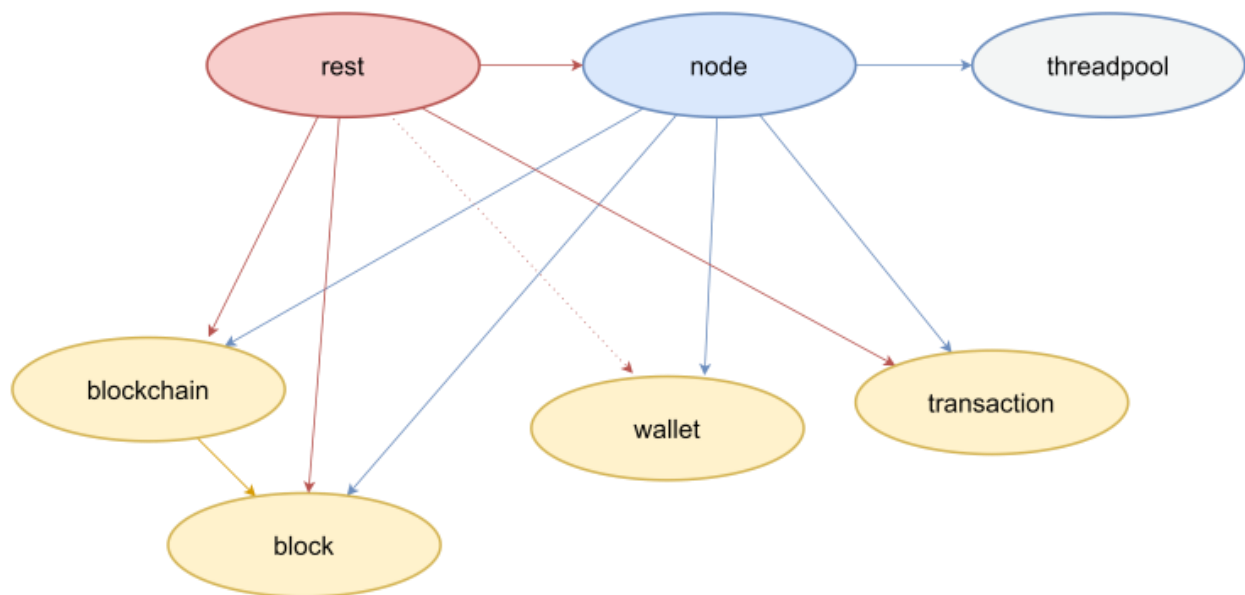 rest
node
threadpool
blockchain
wallet
transaction
block